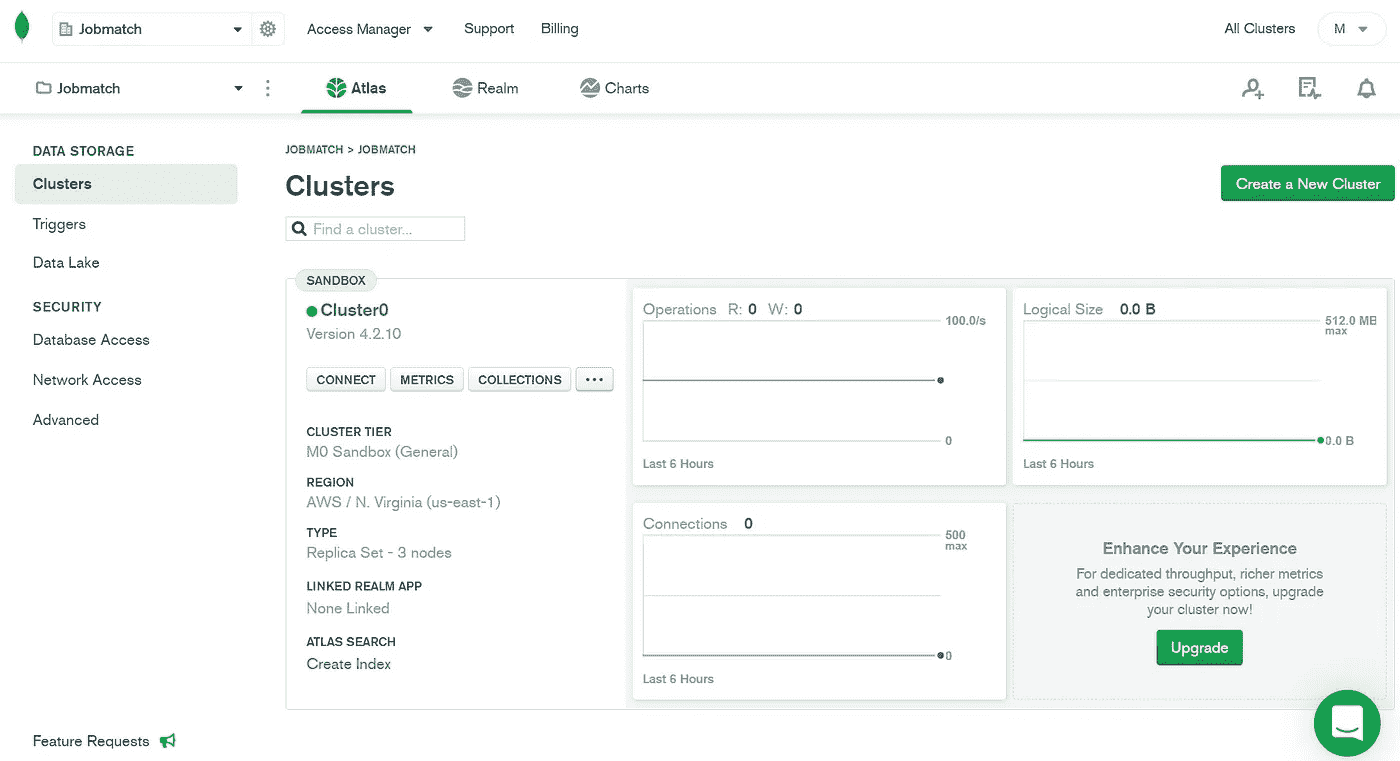 Jobmatch
Access Manager
Support
Billing
All Clusters
M
Jobmatch
Atlas
Realm
Charts
DATA STORAGE
Clusters
Triggers
Data Lake
SECURITY
Database Access
Network Access
Advanced
Feature Requests
JOBMATCH > JOBMATCH
Clusters
Create a New Cluster
Find a cluster...
SANDBOX
Cluster0
Version 4.2.10
CONNECT
METRICS
COLLECTIONS
...
CLUSTER TIER
M0 Sandbox (General)
REGION
AWS / N. Virginia (us-east-1)
TYPE
Replica Set - 3 nodes
LINKED REALM APP
None Linked
ATLAS SEARCH
Create Index
Operations R: 0 W: 0
100.0/s
0
Last 6 Hours
Logical Size 0.0 B
512.0 MB
max
0.0 B
Last 6 Hours
Connections 0
500
max
0
Last 6 Hours
Enhance Your Experience
For dedicated throughput, richer metrics
and enterprise security options, upgrade
your cluster now!
Upgrade